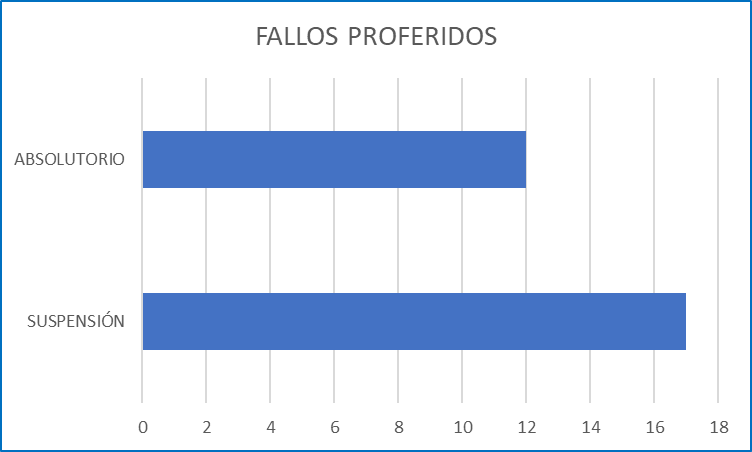 FALLOS PROFERIDOS
ABSOLUTORIO
SUSPENSIÓN
0 2 4 6 8 10 12 14 16 18